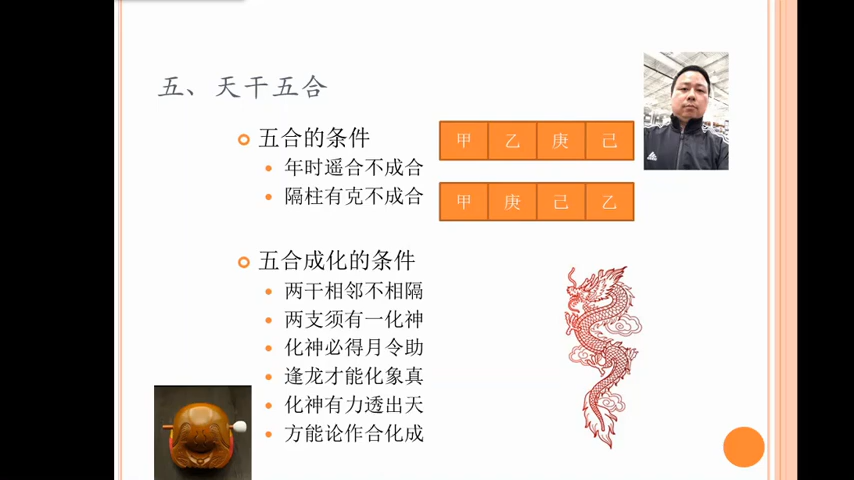 五、天干五合
五合的条件
年时遥合不成合
隔柱有克不成合
甲 乙 庚 己
甲 庚 己 乙
五合成化的条件
两干相邻不相隔
两支须有一化神
化神必得月令助
逢龙才能化象真
化神有力透出天
方能论作合化成